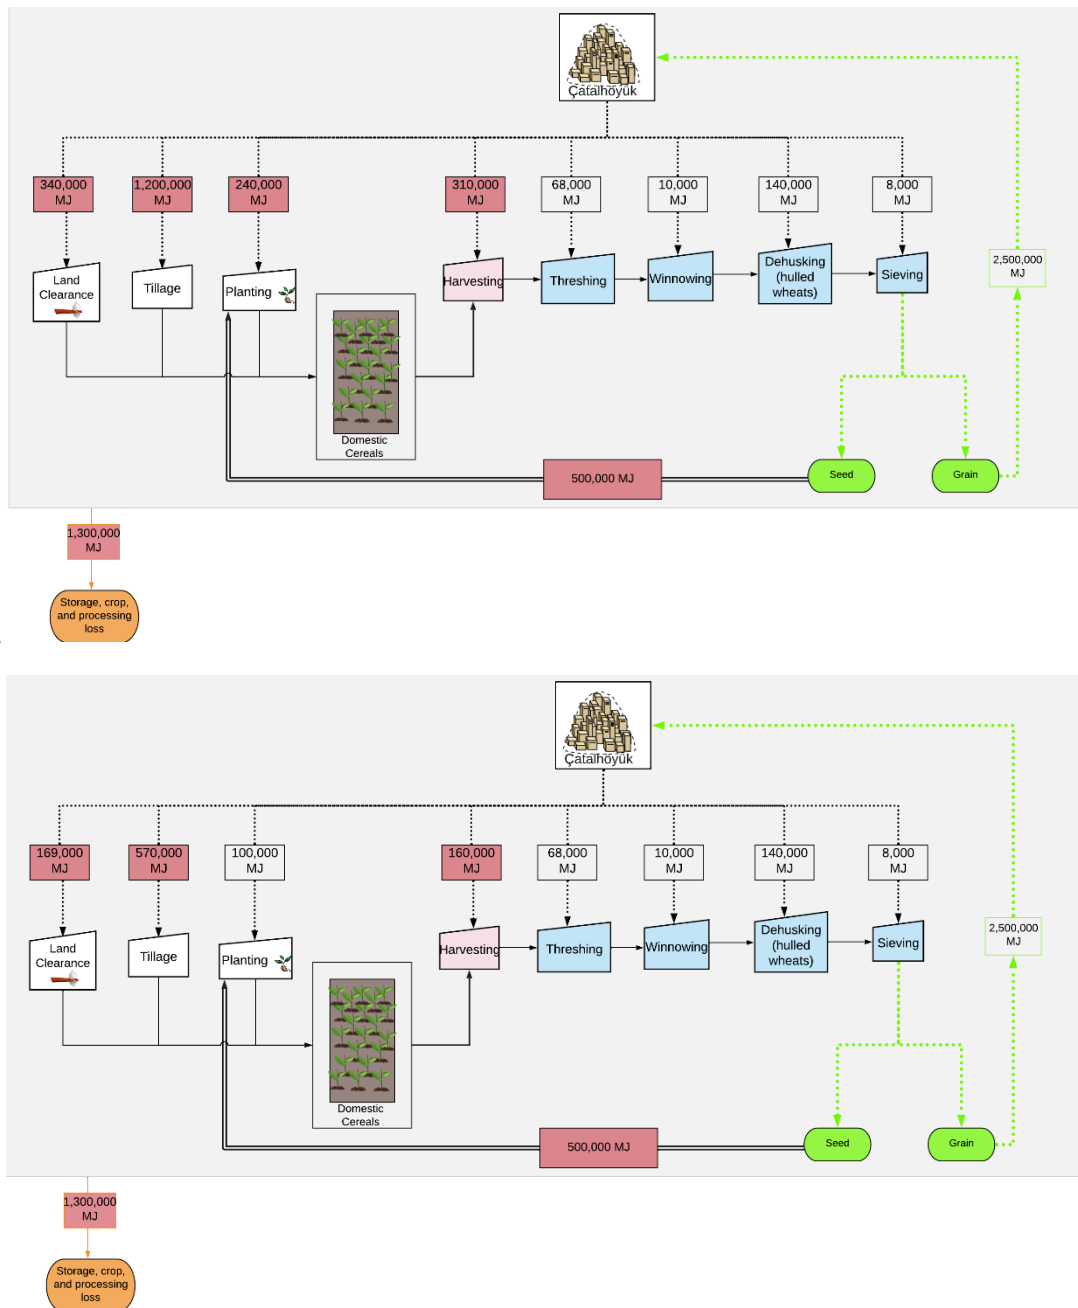 Çatalhöyük
340,000
MJ
1,200,000
MJ
240,000
MJ
310,000
MJ
68,000
MJ
10,000
MJ
140,000
MJ
8,000
MJ
Land
Clearance
Tillage
Planting
Harvesting
Threshing
Winnowing
Dehusking
(hulled
wheats)
Sieving
2,500,000
MJ
Domestic
Cereals
500,000 MJ
Seed
Grain
1,300,000
MJ
Storage, crop,
and processing
loss
Çatalhöyük
169,000
MJ
570,000
MJ
100,000
MJ
160,000
MJ
68,000
MJ
10,000
MJ
140,000
MJ
8,000
MJ
Land
Clearance
Tillage
Planting
Harvesting
Threshing
Winnowing
Dehusking
(hulled
wheats)
Sieving
2,500,000
MJ
Domestic
Cereals
500,000 MJ
Seed
Grain
1,300,000
MJ
Storage, crop,
and processing
loss